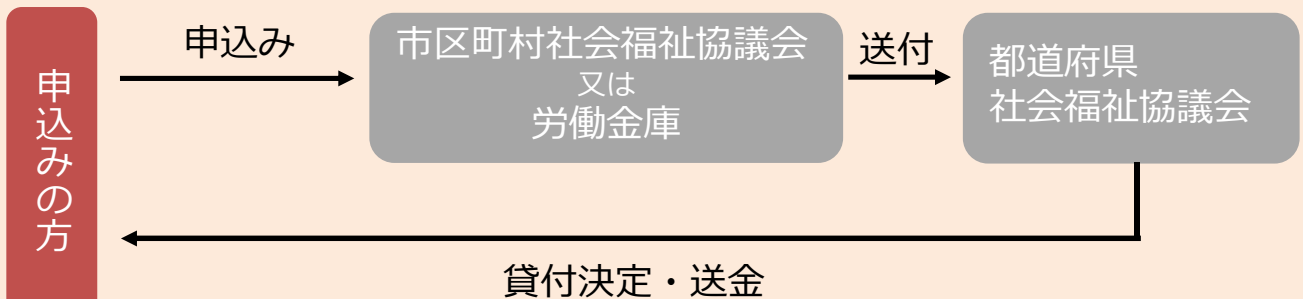 申込みの方
申込み
市区町村社会福祉協議会
又は
労働金庫
送付
都道府県
社会福祉協議会
貸付決定・送金